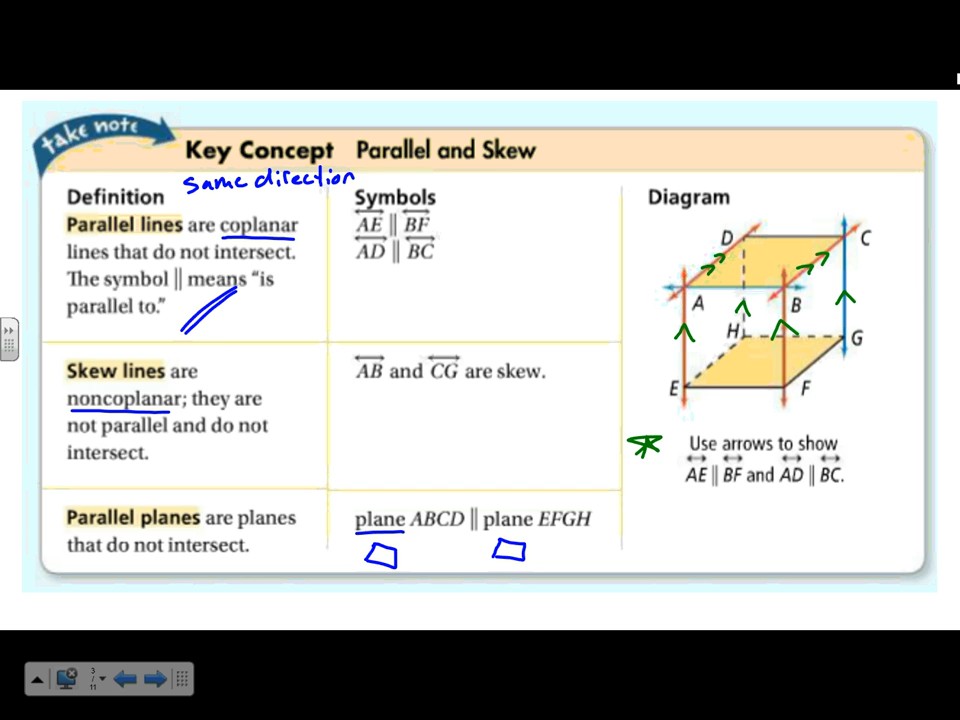 take note
Key Concept Parallel and Skew
same direction
Definition
Parallel lines are coplanar
lines that do not intersect.
The symbol || means "is
parallel to."
Symbols
AE || BF
AD || BC
Skew lines are
noncoplanar; they are
not parallel and do not
intersect.
AB and CG are skew.
Parallel planes are planes
that do not intersect.
plane ABCD || plane EFGH
Diagram
D
C
A
B
H
G
E
F
Use arrows to show
AE || BF and AD || BC.
3
/
11